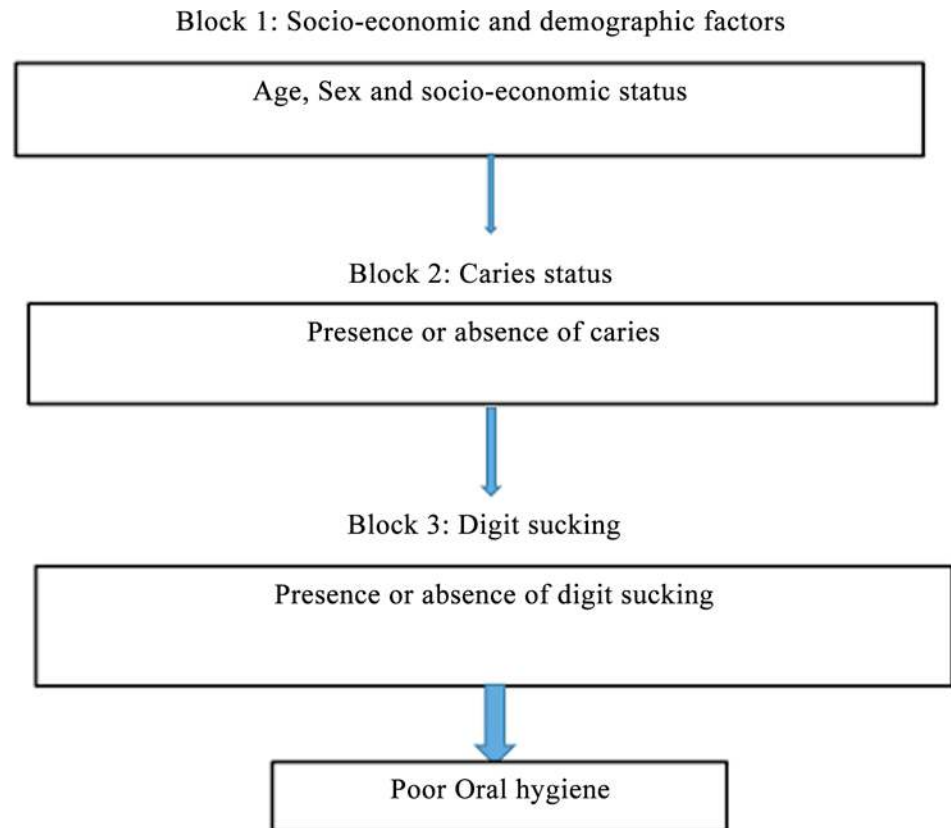 Block 1: Socio-economic and demographic factors
Age, Sex and socio-economic status
Block 2: Caries status
Presence or absence of caries
Block 3: Digit sucking
Presence or absence of digit sucking
Poor Oral hygiene